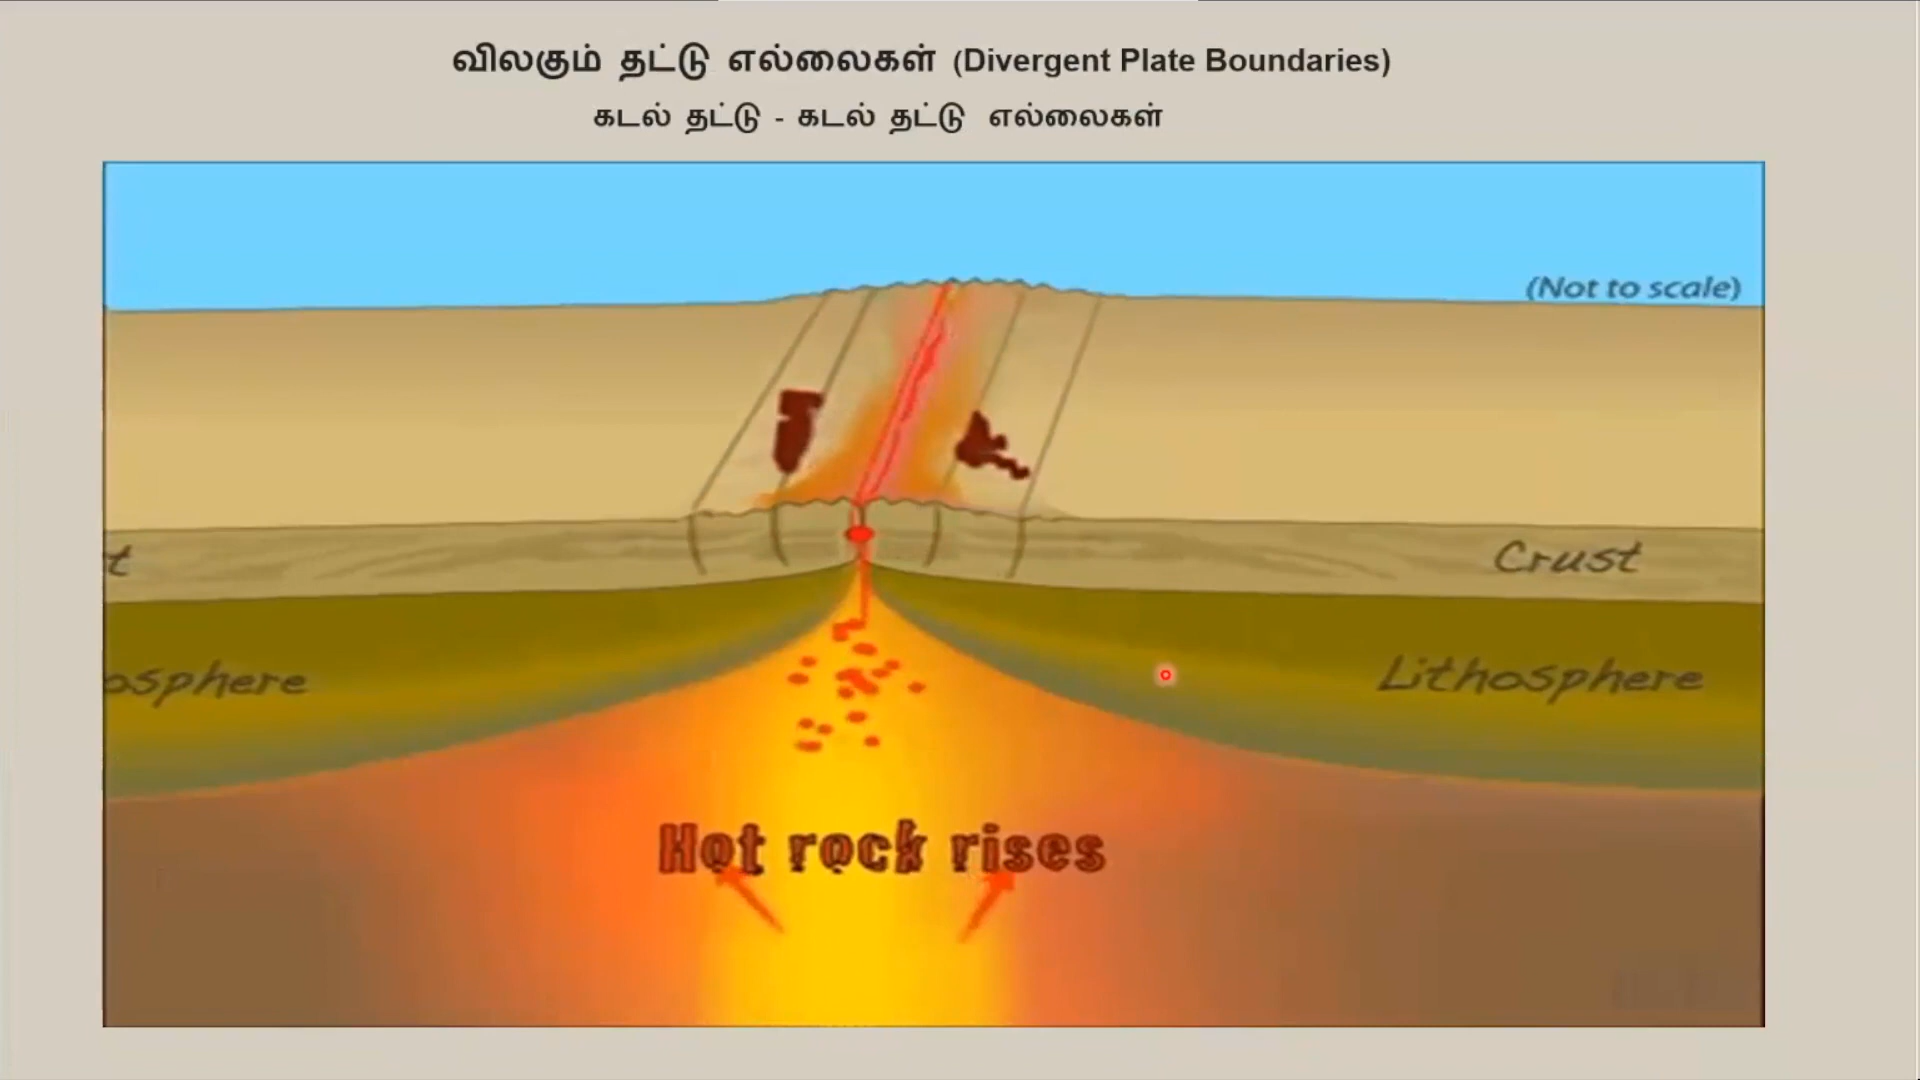 விலகும் தட்டு எல்லைகள் (Divergent Plate Boundaries)
கடல் தட்டு - கடல் தட்டு எல்லைகள்
(Not to scale)
t
Crust
osphere
Lithosphere
Hot rock rises